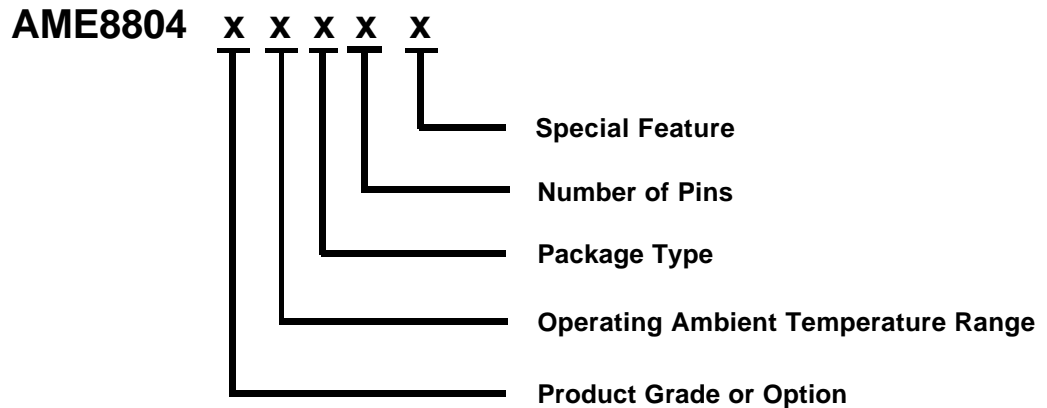 AME8804 x x x x x
Special Feature
Number of Pins
Package Type
Operating Ambient Temperature Range
Product Grade or Option